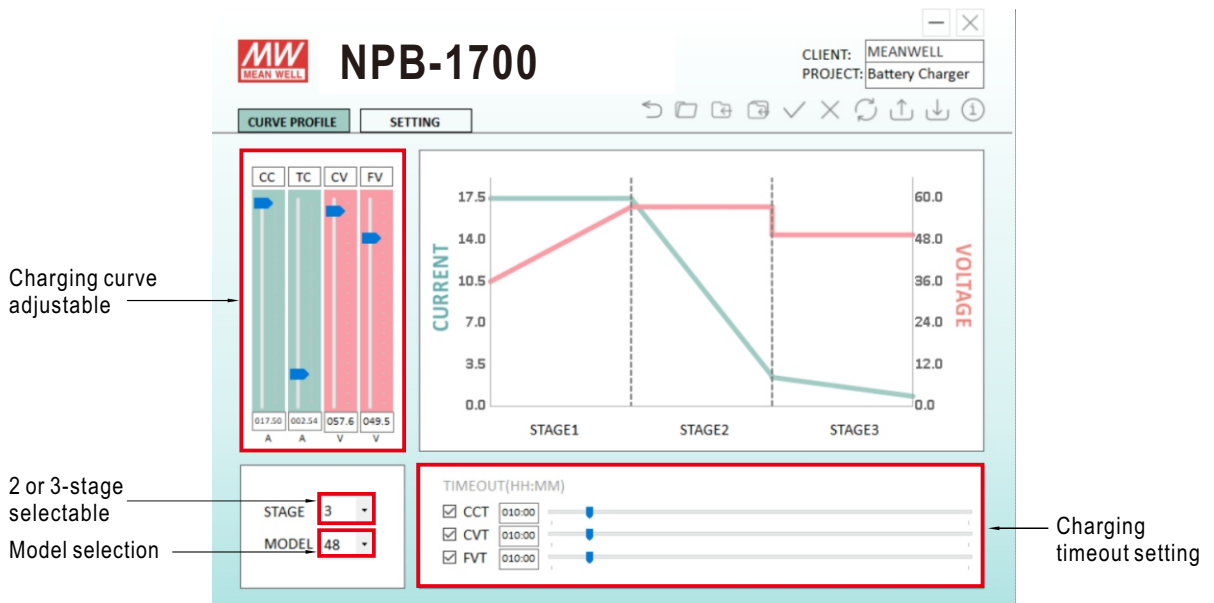 MW
MEAN WELL
NPB-1700
CLIENT: MEANWELL
PROJECT: Battery Charger
CURVE PROFILE SETTING
CC TC CV FV
017.50 002.54 057.6 049.5
A A V V
Charging curve
adjustable
CURRENT
17.5
14.0
10.5
7.0
3.5
0.0
60.0
48.0
36.0
24.0
12.0
0.0
VOLTAGE
STAGE1 STAGE2 STAGE3
2 or 3-stage
selectable
Model selection
STAGE 3
MODEL 48
TIMEOUT(HH:MM)
CCT 010:00
CVT 010:00
FVT 010:00
Charging
timeout setting